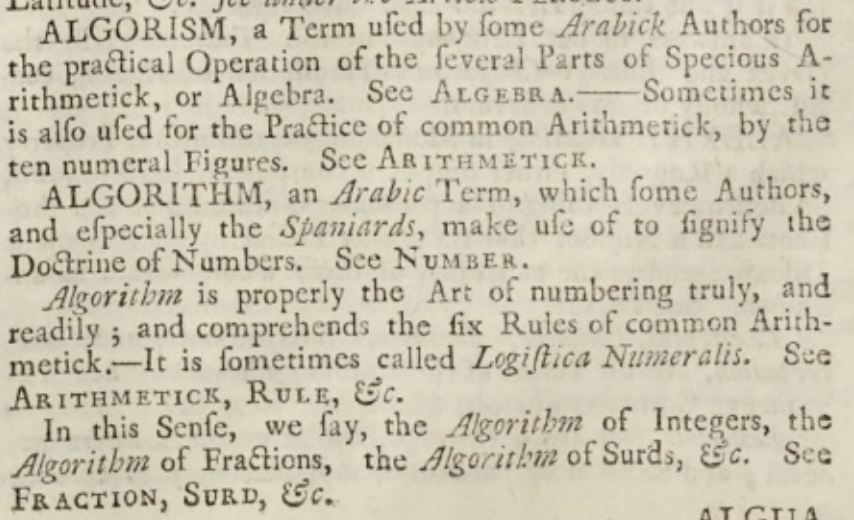 ALGORISM, a Term uſed by ſome Arabick Authors for
the practical Operation of the ſeveral Parts of Specious A-
rithmetick, or Algebra. See ALGEBRA.——Sometimes it
is alſo uſed for the Practice of common Arithmetick, by the
ten numeral Figures. See ARITHMETICK.
ALGORITHM, an Arabic Term, which ſome Authors,
and eſpecially the Spaniards, make uſe of to ſignify the
Doctrine of Numbers. See NUMBER.
Algorithm is properly the Art of numbering truly, and
readily ; and comprehends the ſix Rules of common Arith-
metick.—It is ſometimes called Logiſtica Numeralis. See
ARITHMETICK, RULE, &c.
In this Senſe, we ſay, the Algorithm of Integers, the
Algorithm of Fractions, the Algorithm of Surds, &c. See
FRACTION, SURD, &c.